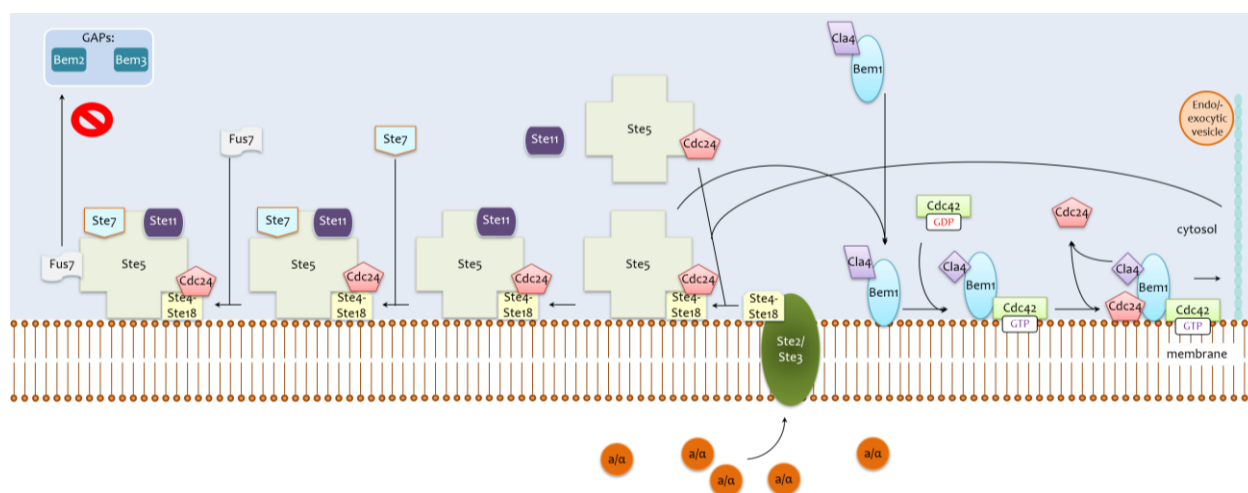 GAPs:
Bem2
Bem3
Cla4
Bem1
Fus7
Ste7
Ste11
Ste5
Cdc24
Endo/-
exocytic
vesicle
Ste7
Ste11
Fus7
Ste5
Cdc24
Ste4-
Ste18
Ste7
Ste11
Ste5
Cdc24
Ste4-
Ste18
Ste11
Ste5
Cdc24
Ste4-
Ste18
Ste5
Cdc24
Ste4-
Ste18
Ste4-
Ste18
Ste2/
Ste3
Cla4
Bem1
Cdc42
GDP
Cla4
Bem1
Cdc42
GTP
Cdc24
Cla4
Bem1
Cdc24
Cdc42
GTP
cytosol
membrane
a/α
a/α
a/α
a/α
a/α